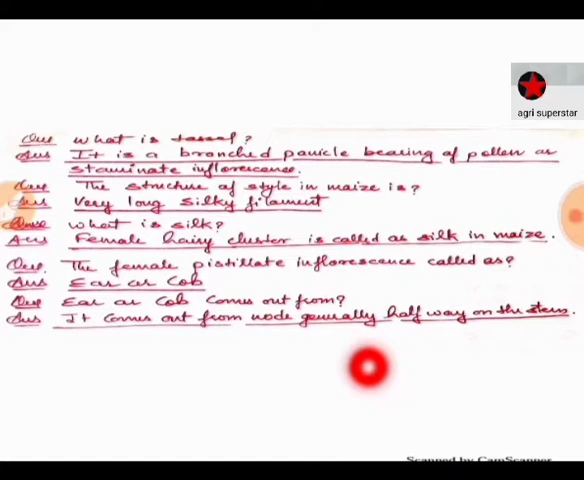 agri superstar
Que What is tassel?
Ans It is a branched panicle bearing of pollen or
staminate inflorescence.
Que The structure of style in maize is?
Ans Very long silky filament
Que What is silk?
Ans Female hairy cluster is called as silk in maize.
Que The female pistillate inflorescence called as?
Ans Ear or Cob
Que Ear or Cob Comes out from?
Ans It comes out from node generally half way on the stem.
Scanned by CamScanner